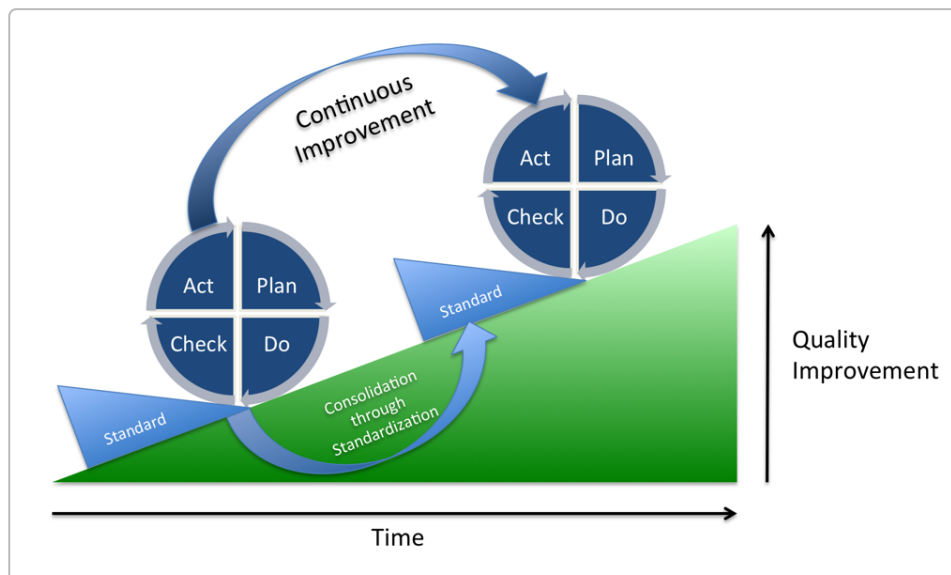 Continuous
Improvement
Act
Plan
Check
Do
Act
Plan
Check
Do
Standard
Standard
Consolidation
through
Standardization
Quality
Improvement
Time